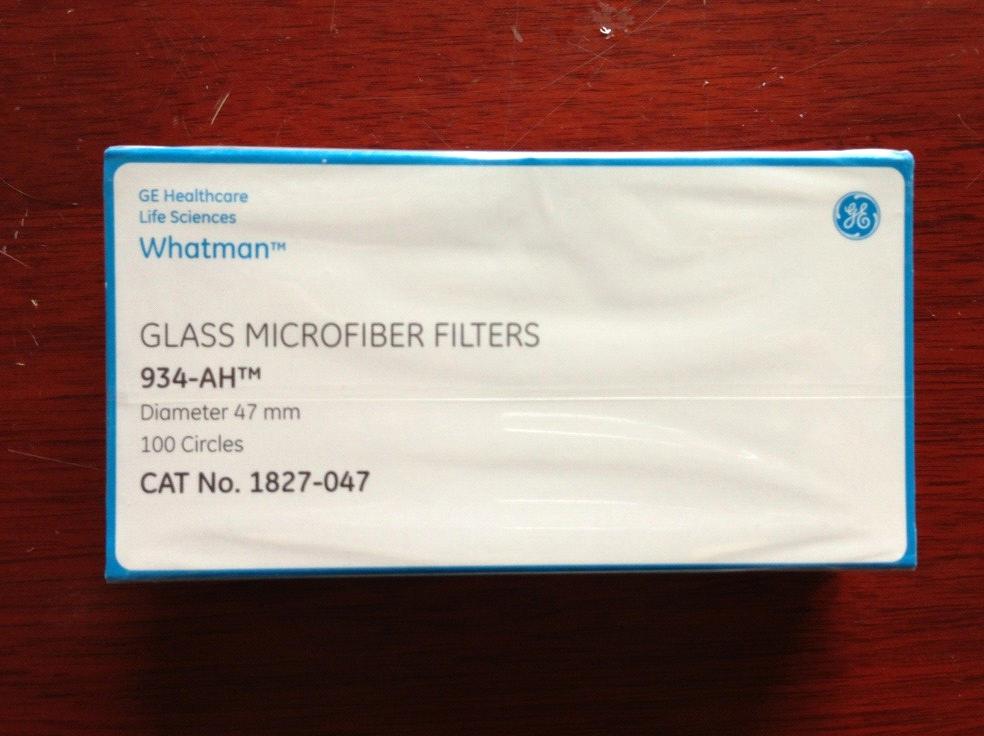 GE Healthcare
Life Sciences
Whatman™
GE
GLASS MICROFIBER FILTERS
934-AH™
Diameter 47 mm
100 Circles
CAT No. 1827-047